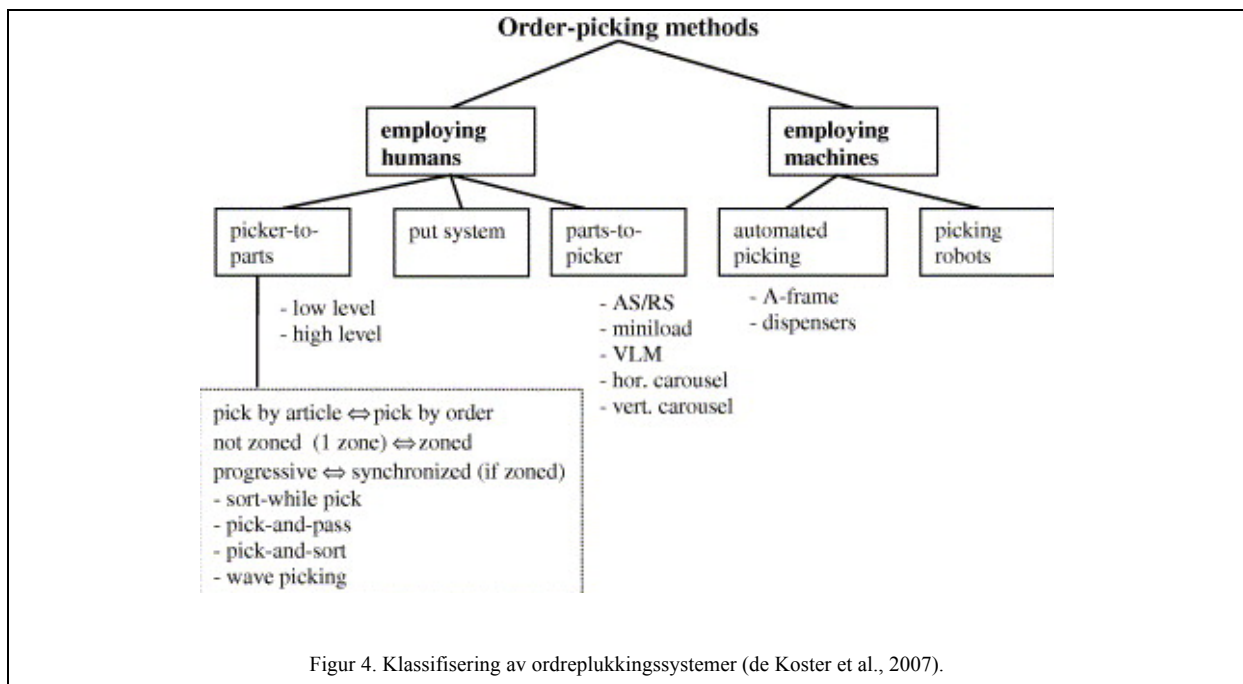 Order-picking methods
employing
humans
employing
machines
picker-to-
parts
put system
parts-to-
picker
automated
picking
picking
robots
- low level
- high level
- AS/RS
- miniload
- VLM
- hor. carousel
- vert. carousel
- A-frame
- dispensers
pick by article ⇔ pick by order
not zoned (1 zone) ⇔ zoned
progressive ⇔ synchronized (if zoned)
- sort-while pick
- pick-and-pass
- pick-and-sort
- wave picking
Figur 4. Klassifisering av ordreplukkingssystemer (de Koster et al., 2007).